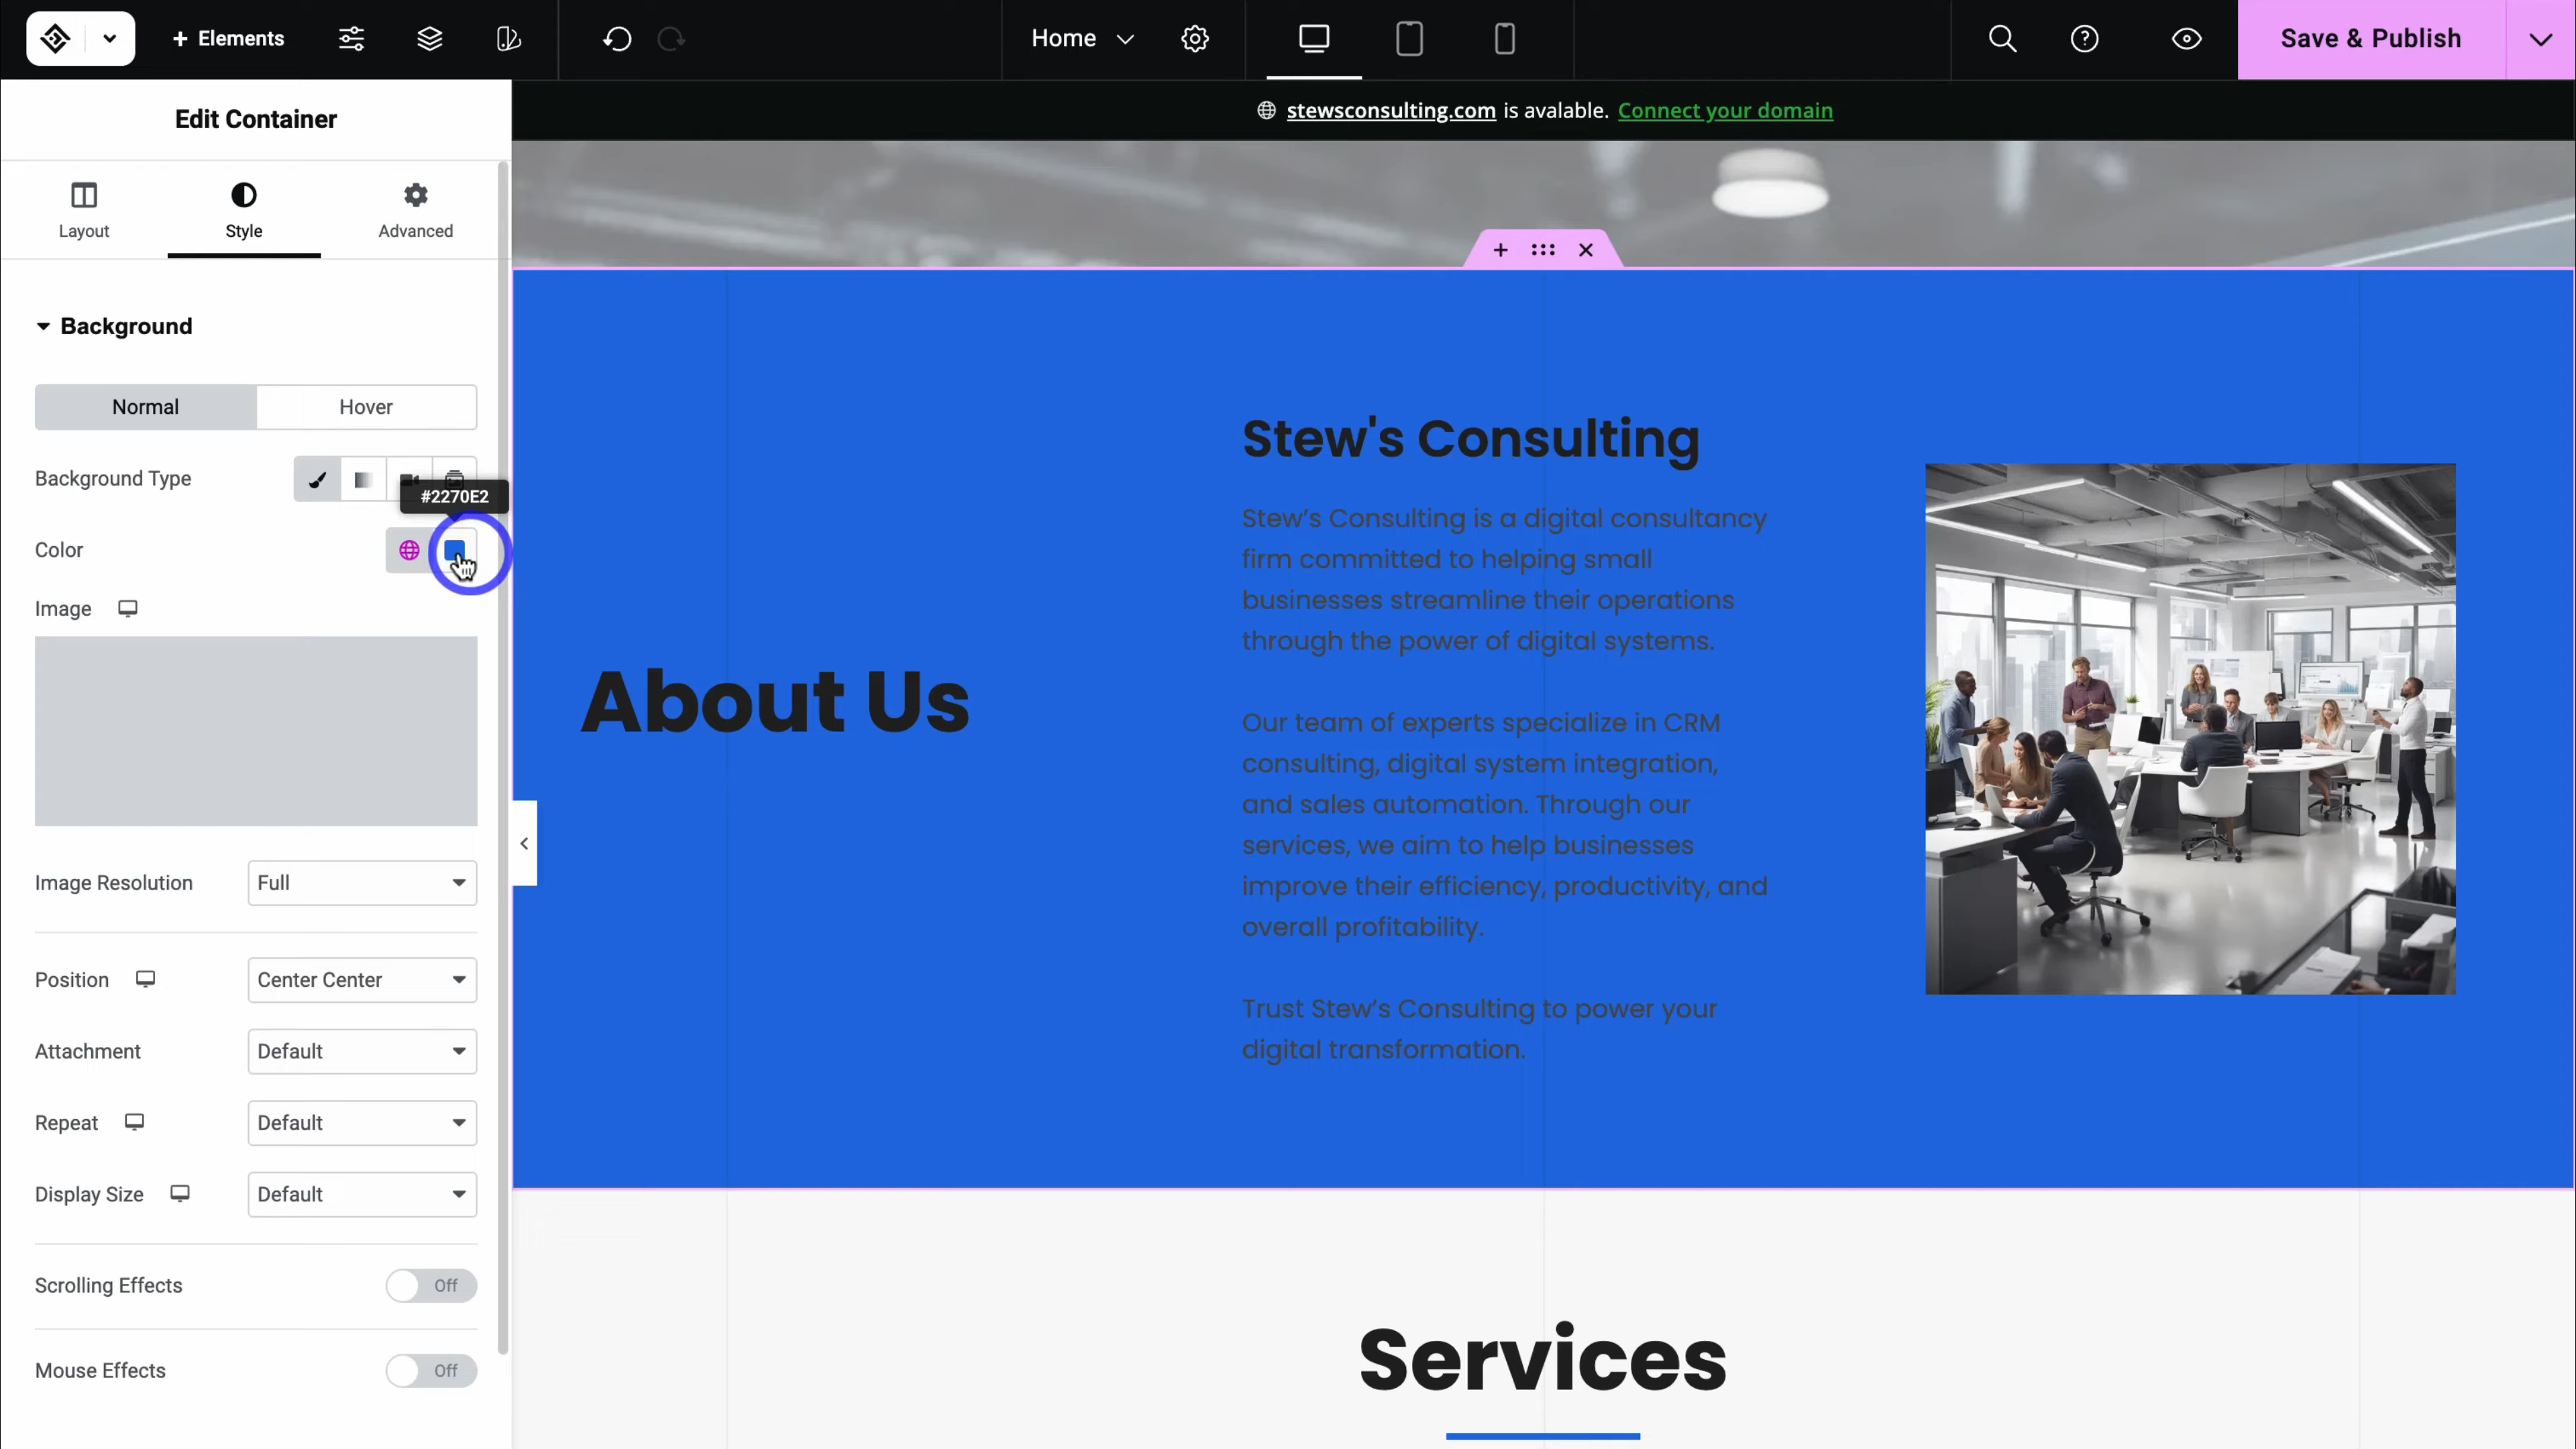 + Elements
Home
Save & Publish
Edit Container
stewsconsulting.com is avalable. Connect your domain
Layout
Style
Advanced
Background
Normal
Hover
Background Type
#2270E2
Color
Image
Image Resolution
Full
Position
Center Center
Attachment
Default
Repeat
Default
Display Size
Default
Scrolling Effects
Off
Mouse Effects
Off
About Us
Stew's Consulting
Stew’s Consulting is a digital consultancy
firm committed to helping small
businesses streamline their operations
through the power of digital systems.
Our team of experts specialize in CRM
consulting, digital system integration,
and sales automation. Through our
services, we aim to help businesses
improve their efficiency, productivity, and
overall profitability.
Trust Stew’s Consulting to power your
digital transformation.
Services